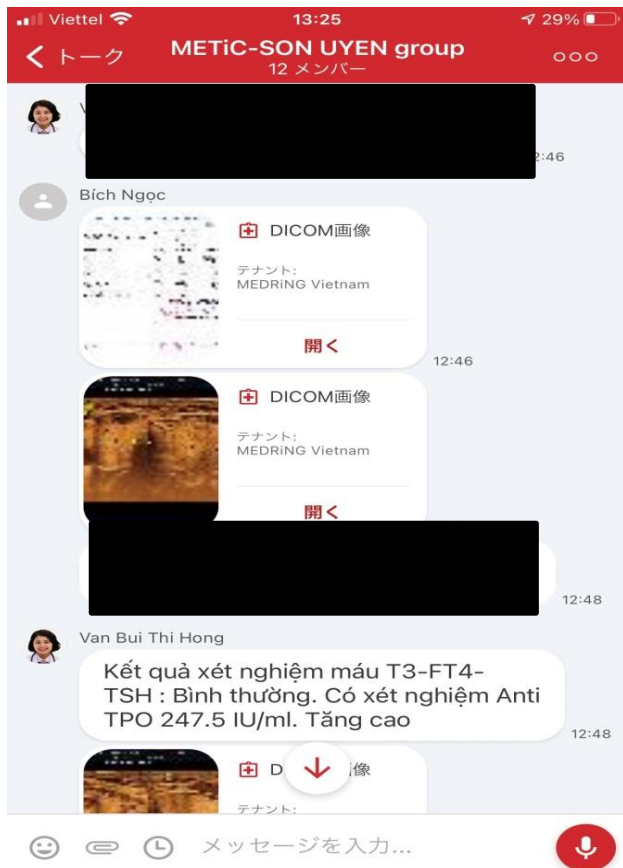 Viettel 13:25 29%
トーク METiC-SON UYEN group
12 メンバー
12:46
Bích Ngọc
DICOM画像
テナント:
MEDRiNG Vietnam
開く
12:46
DICOM画像
テナント:
MEDRiNG Vietnam
開く
12:48
Van Bui Thi Hong
Kết quả xét nghiệm máu T3-FT4-
TSH : Bình thường. Có xét nghiệm Anti
TPO 247.5 IU/ml. Tăng cao
12:48
テナント:
メッセージを入力...